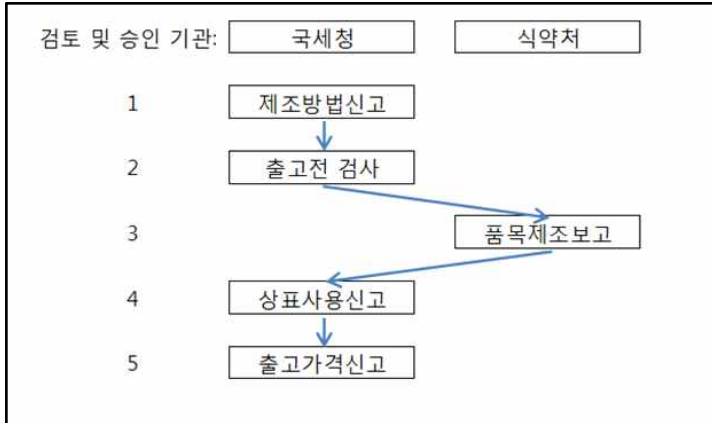 검토 및 승인 기관: 국세청 식약처
1 제조방법신고
2 출고전 검사
3 품목제조보고
4 상표사용신고
5 출고가격신고